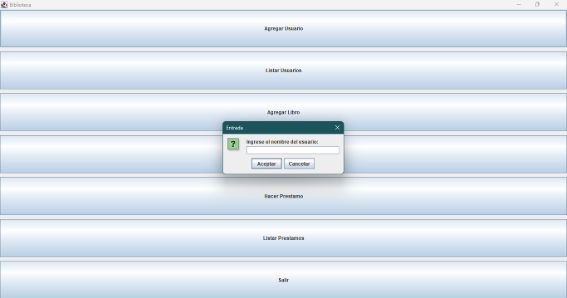 Biblioteca
Agregar Usuario
Listar Usuarios
Agregar Libro
Entrada
Ingrese el nombre del usuario:
Aceptar
Cancelar
Hacer Prestamo
Listar Prestamos
Salir